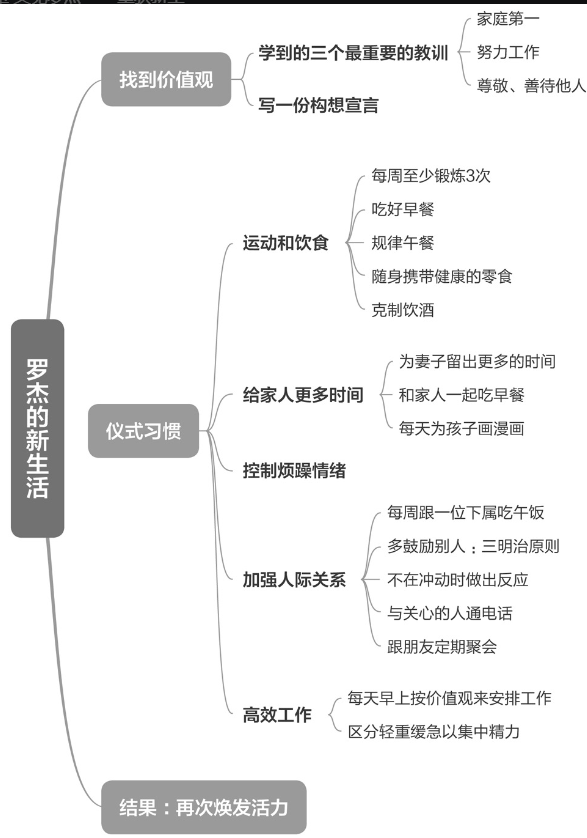 罗杰的新生活
找到价值观
学到的三个最重要的教训
家庭第一
努力工作
尊敬、善待他人
写一份构想宣言
仪式习惯
运动和饮食
每周至少锻炼3次
吃好早餐
规律午餐
随身携带健康的零食
克制饮酒
给家人更多时间
为妻子留出更多的时间
和家人一起吃早餐
每天为孩子画漫画
控制烦躁情绪
加强人际关系
每周跟一位下属吃午饭
多鼓励别人：三明治原则
不在冲动时做出反应
与关心的人通电话
跟朋友定期聚会
高效工作
每天早上按价值观来安排工作
区分轻重缓急以集中精力
结果：再次焕发活力